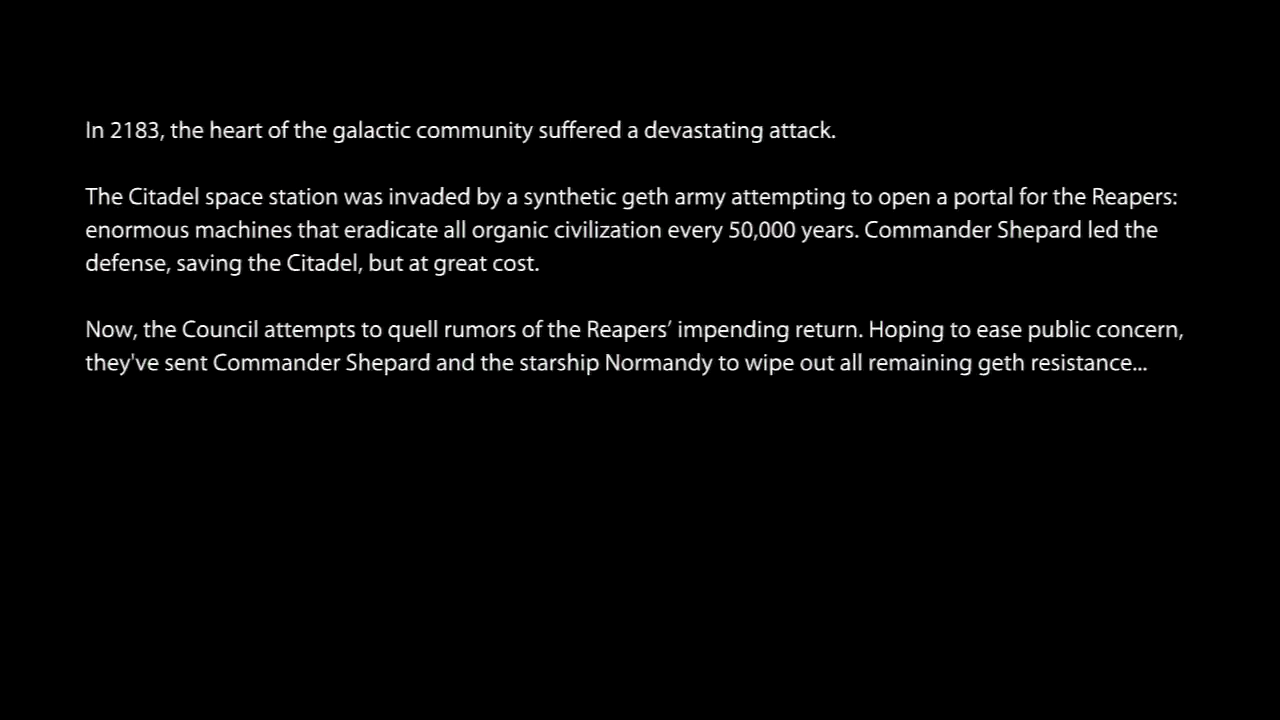 In 2183, the heart of the galactic community suffered a devastating attack.
The Citadel space station was invaded by a synthetic geth army attempting to open a portal for the Reapers:
enormous machines that eradicate all organic civilization every 50,000 years. Commander Shepard led the
defense, saving the Citadel, but at great cost.
Now, the Council attempts to quell rumors of the Reapers’ impending return. Hoping to ease public concern,
they've sent Commander Shepard and the starship Normandy to wipe out all remaining geth resistance...